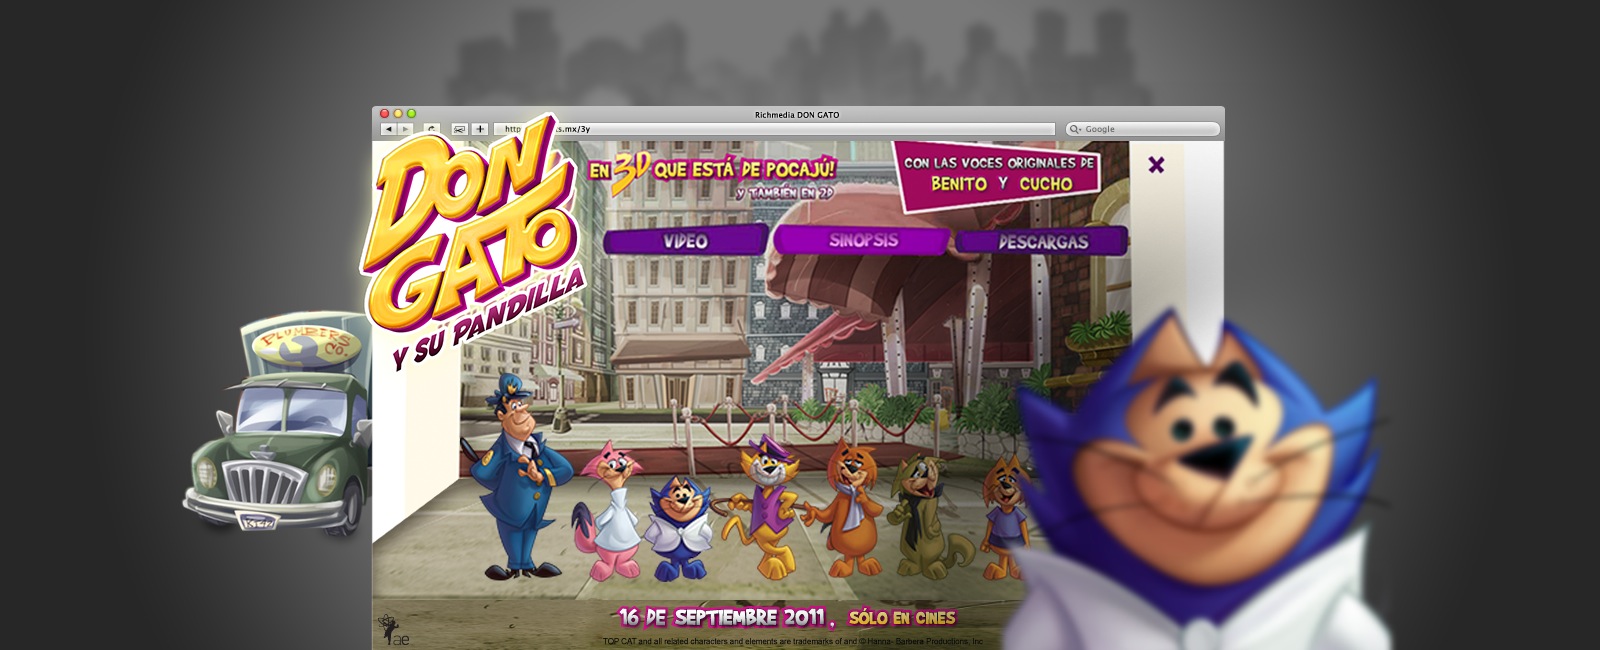 Richmedia DON GATO
s.mx/3y
Google
DON
GATO
Y SU PANDILLA
EN 3D QUE ESTÁ DE POCAJÚ!
Y TAMBIÉN EN 2D
CON LAS VOCES ORIGINALES DE
BENITO Y CUCHO
VIDEO
SINOPSIS
DESCARGAS
PLUMBERS
CO.
16 DE SEPTIEMBRE 2011, SÓLO EN CINES
ae
TOP CAT and all related characters and elements are trademarks of and © Hanna- Barbera Productions, Inc